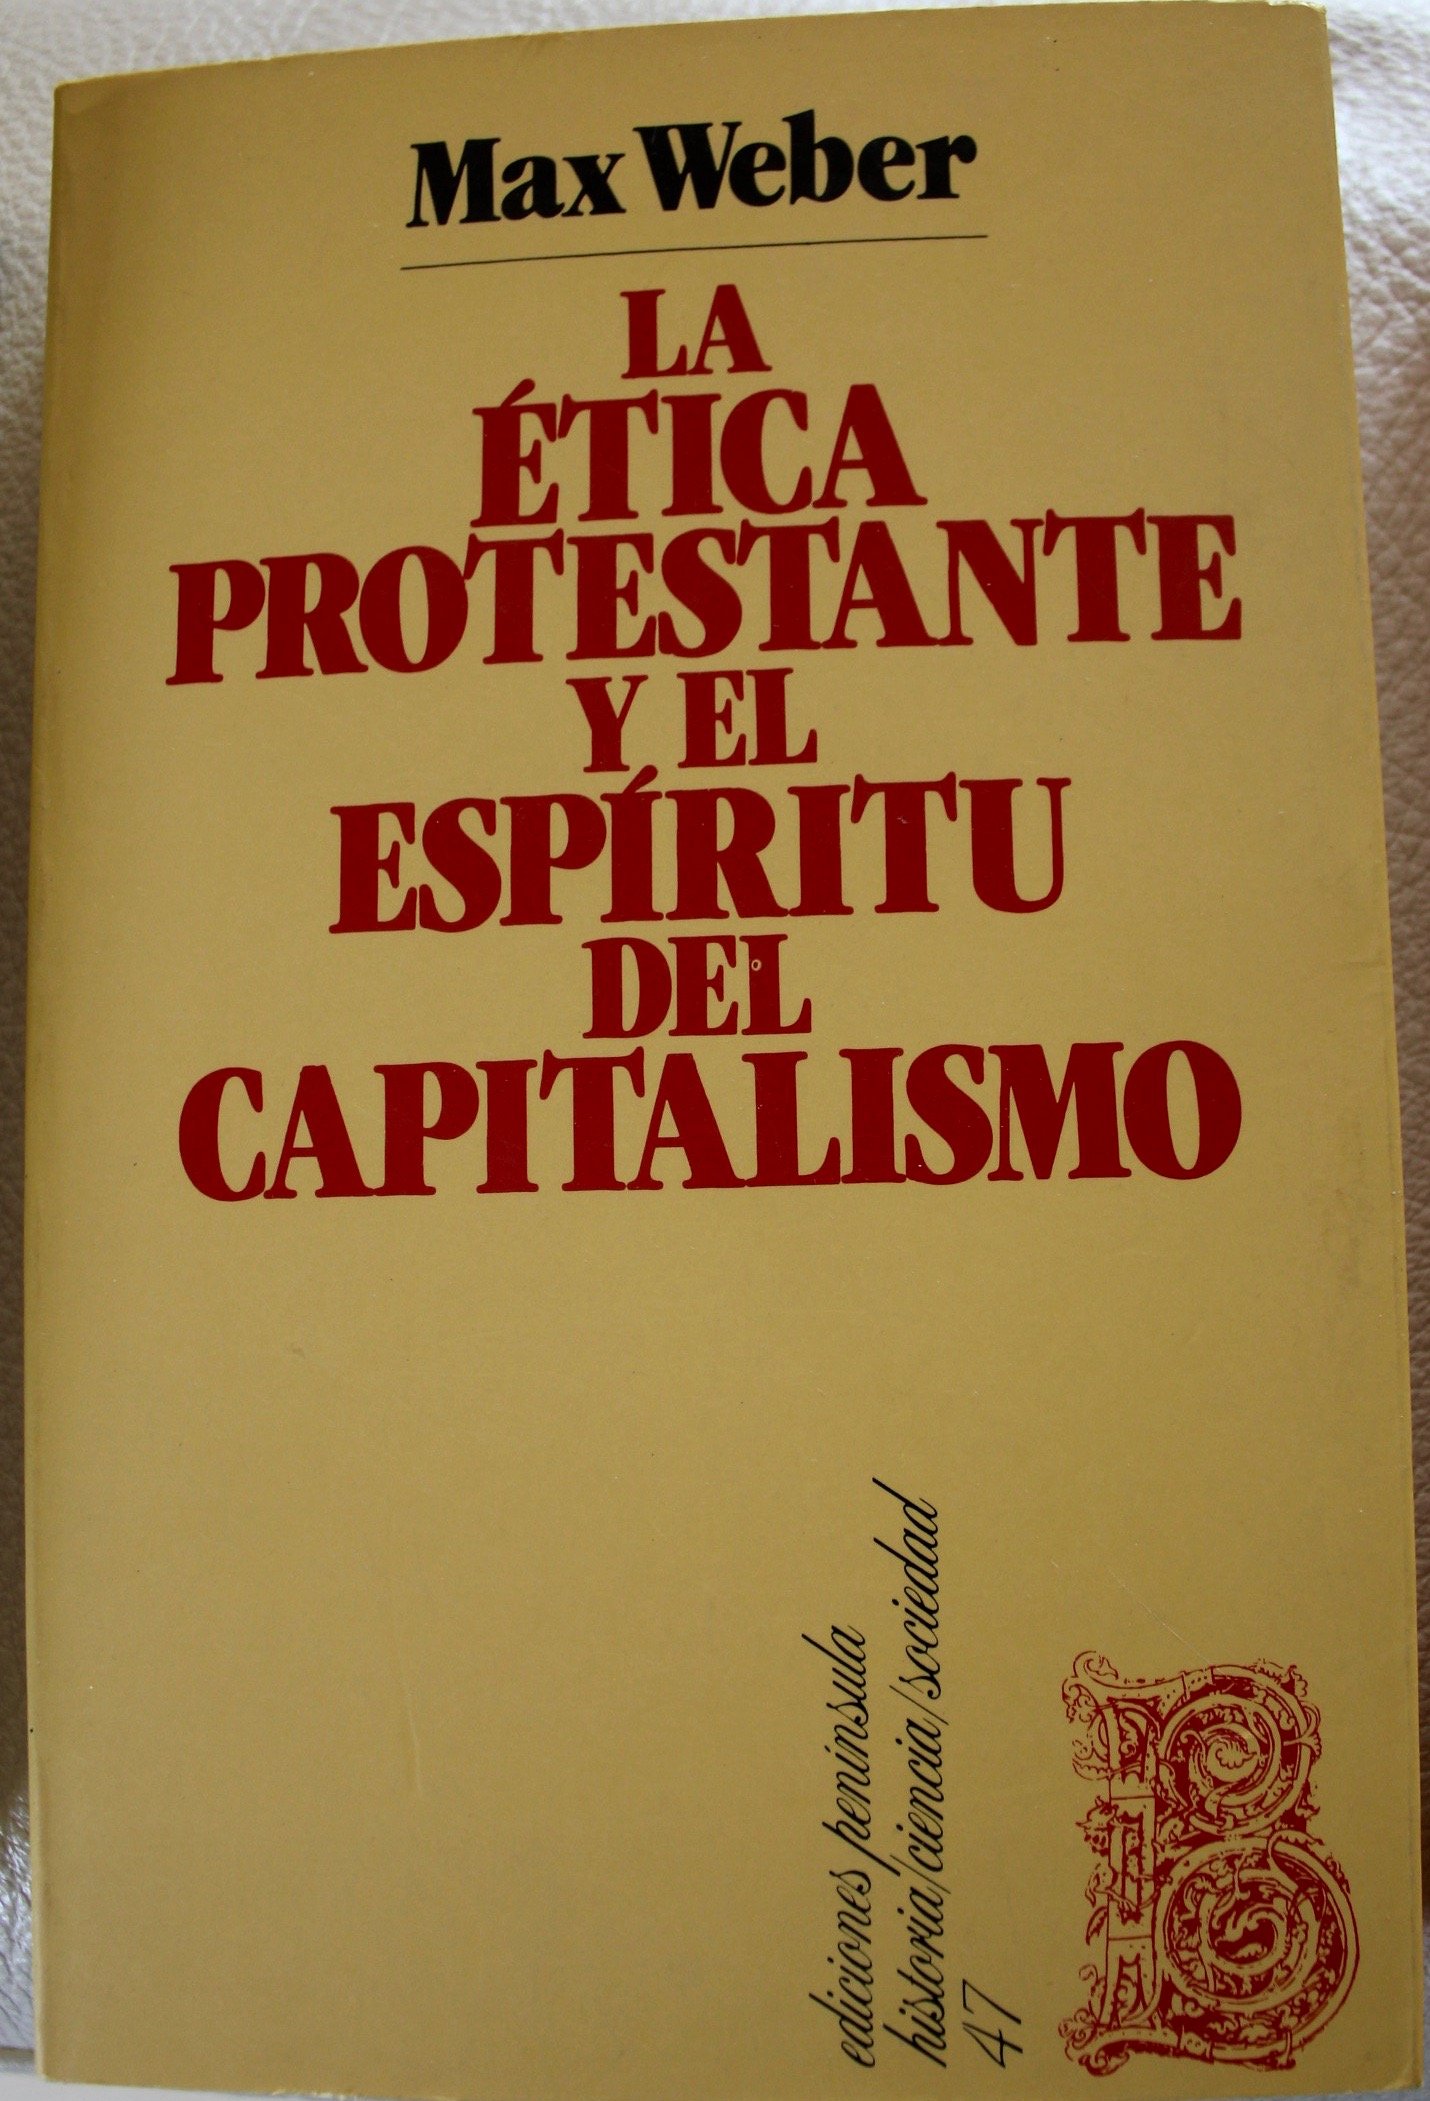 Max Weber
LA
ÉTICA
PROTESTANTE
Y EL
ESPÍRITU
DEL
CAPITALISMO
ediciones península
historia/ciencia/sociedad
47
B